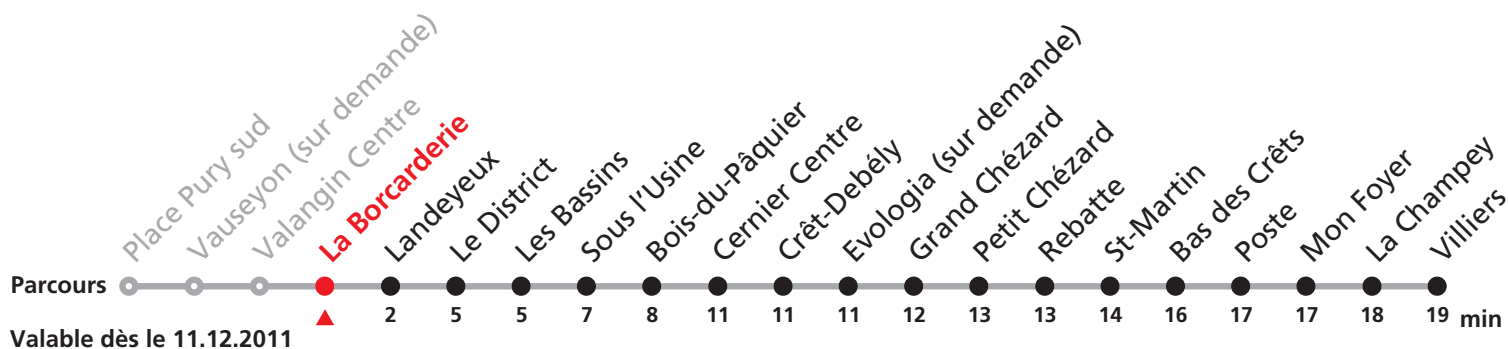 Place Pury sud
Vauseyon (sur demande)
Valangin Centre
La Borcarderie
Landeyeux
Le District
Les Bassins
Sous l'Usine
Bois-du-Pâquier
Cernier Centre
Crêt-Debély
Evologia (sur demande)
Grand Chézard
Petit Chézard
Rebatte
St-Martin
Bas des Crêts
Poste
Mon Foyer
La Champey
Villiers
Parcours
2 5 5 7 8 11 11 11 12 13 13 14 16 17 17 18 19 min
Valable dès le 11.12.2011